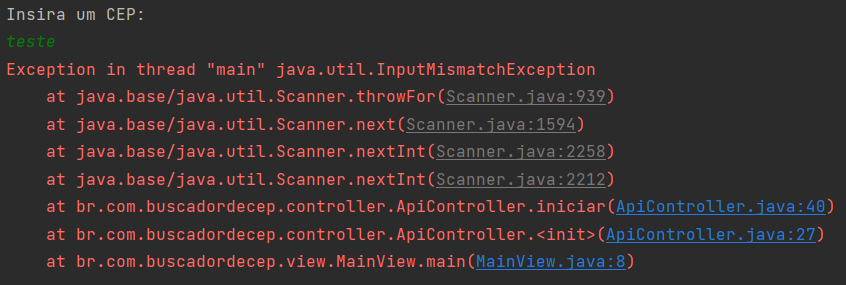 Insira um CEP:
teste
Exception in thread "main" java.util.InputMismatchException
    at java.base/java.util.Scanner.throwFor(Scanner.java:939)
    at java.base/java.util.Scanner.next(Scanner.java:1594)
    at java.base/java.util.Scanner.nextInt(Scanner.java:2258)
    at java.base/java.util.Scanner.nextInt(Scanner.java:2212)
    at br.com.buscadordecep.controller.ApiController.iniciar(ApiController.java:40)
    at br.com.buscadordecep.controller.ApiController.<init>(ApiController.java:27)
    at br.com.buscadordecep.view.MainView.main(MainView.java:8)